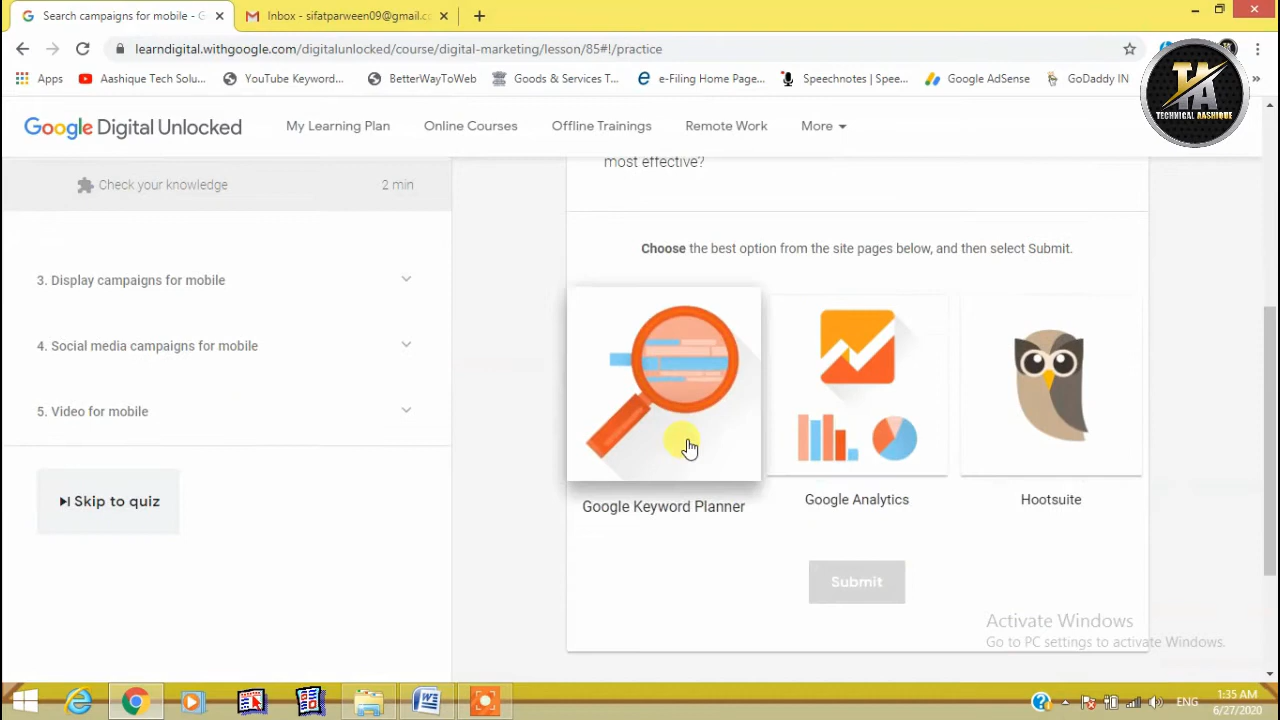 Search campaigns for mobile - G
Inbox - sifatparween09@gmail.c
learndigital.withgoogle.com/digitalunlocked/course/digital-marketing/lesson/85#!/practice
Apps
Aashique Tech Solu...
YouTube Keyword...
BetterWayToWeb
Goods & Services T...
e-Filing Home Page...
Speechnotes | Spee...
Google AdSense
GoDaddy IN
»
TA
TECHNICAL AASHIQUE
Google Digital Unlocked
My Learning Plan
Online Courses
Offline Trainings
Remote Work
More
Check your knowledge
2 min
3. Display campaigns for mobile
4. Social media campaigns for mobile
5. Video for mobile
Skip to quiz
most effective?
Choose the best option from the site pages below, and then select Submit.
Google Keyword Planner
Google Analytics
Hootsuite
Submit
Activate Windows
Go to PC settings to activate Windows.
ENG
1:35 AM
6/27/2020